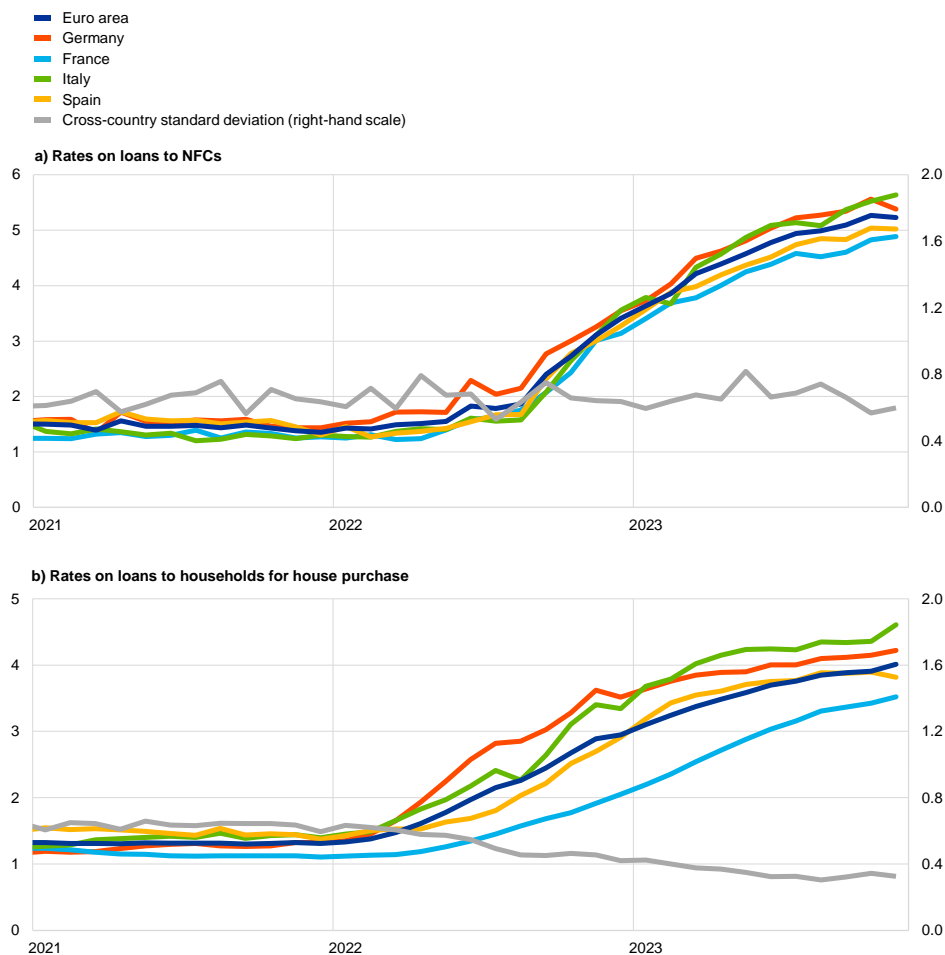 Euro area
Germany
France
Italy
Spain
Cross-country standard deviation (right-hand scale)
a) Rates on loans to NFCs
6 2.0
5 1.6
4
1.2
3
0.8
2
0.4
1
0 0.0
2021 2022 2023
b) Rates on loans to households for house purchase
5 2.0
4 1.6
3 1.2
2 0.8
1 0.4
0 0.0
2021 2022 2023